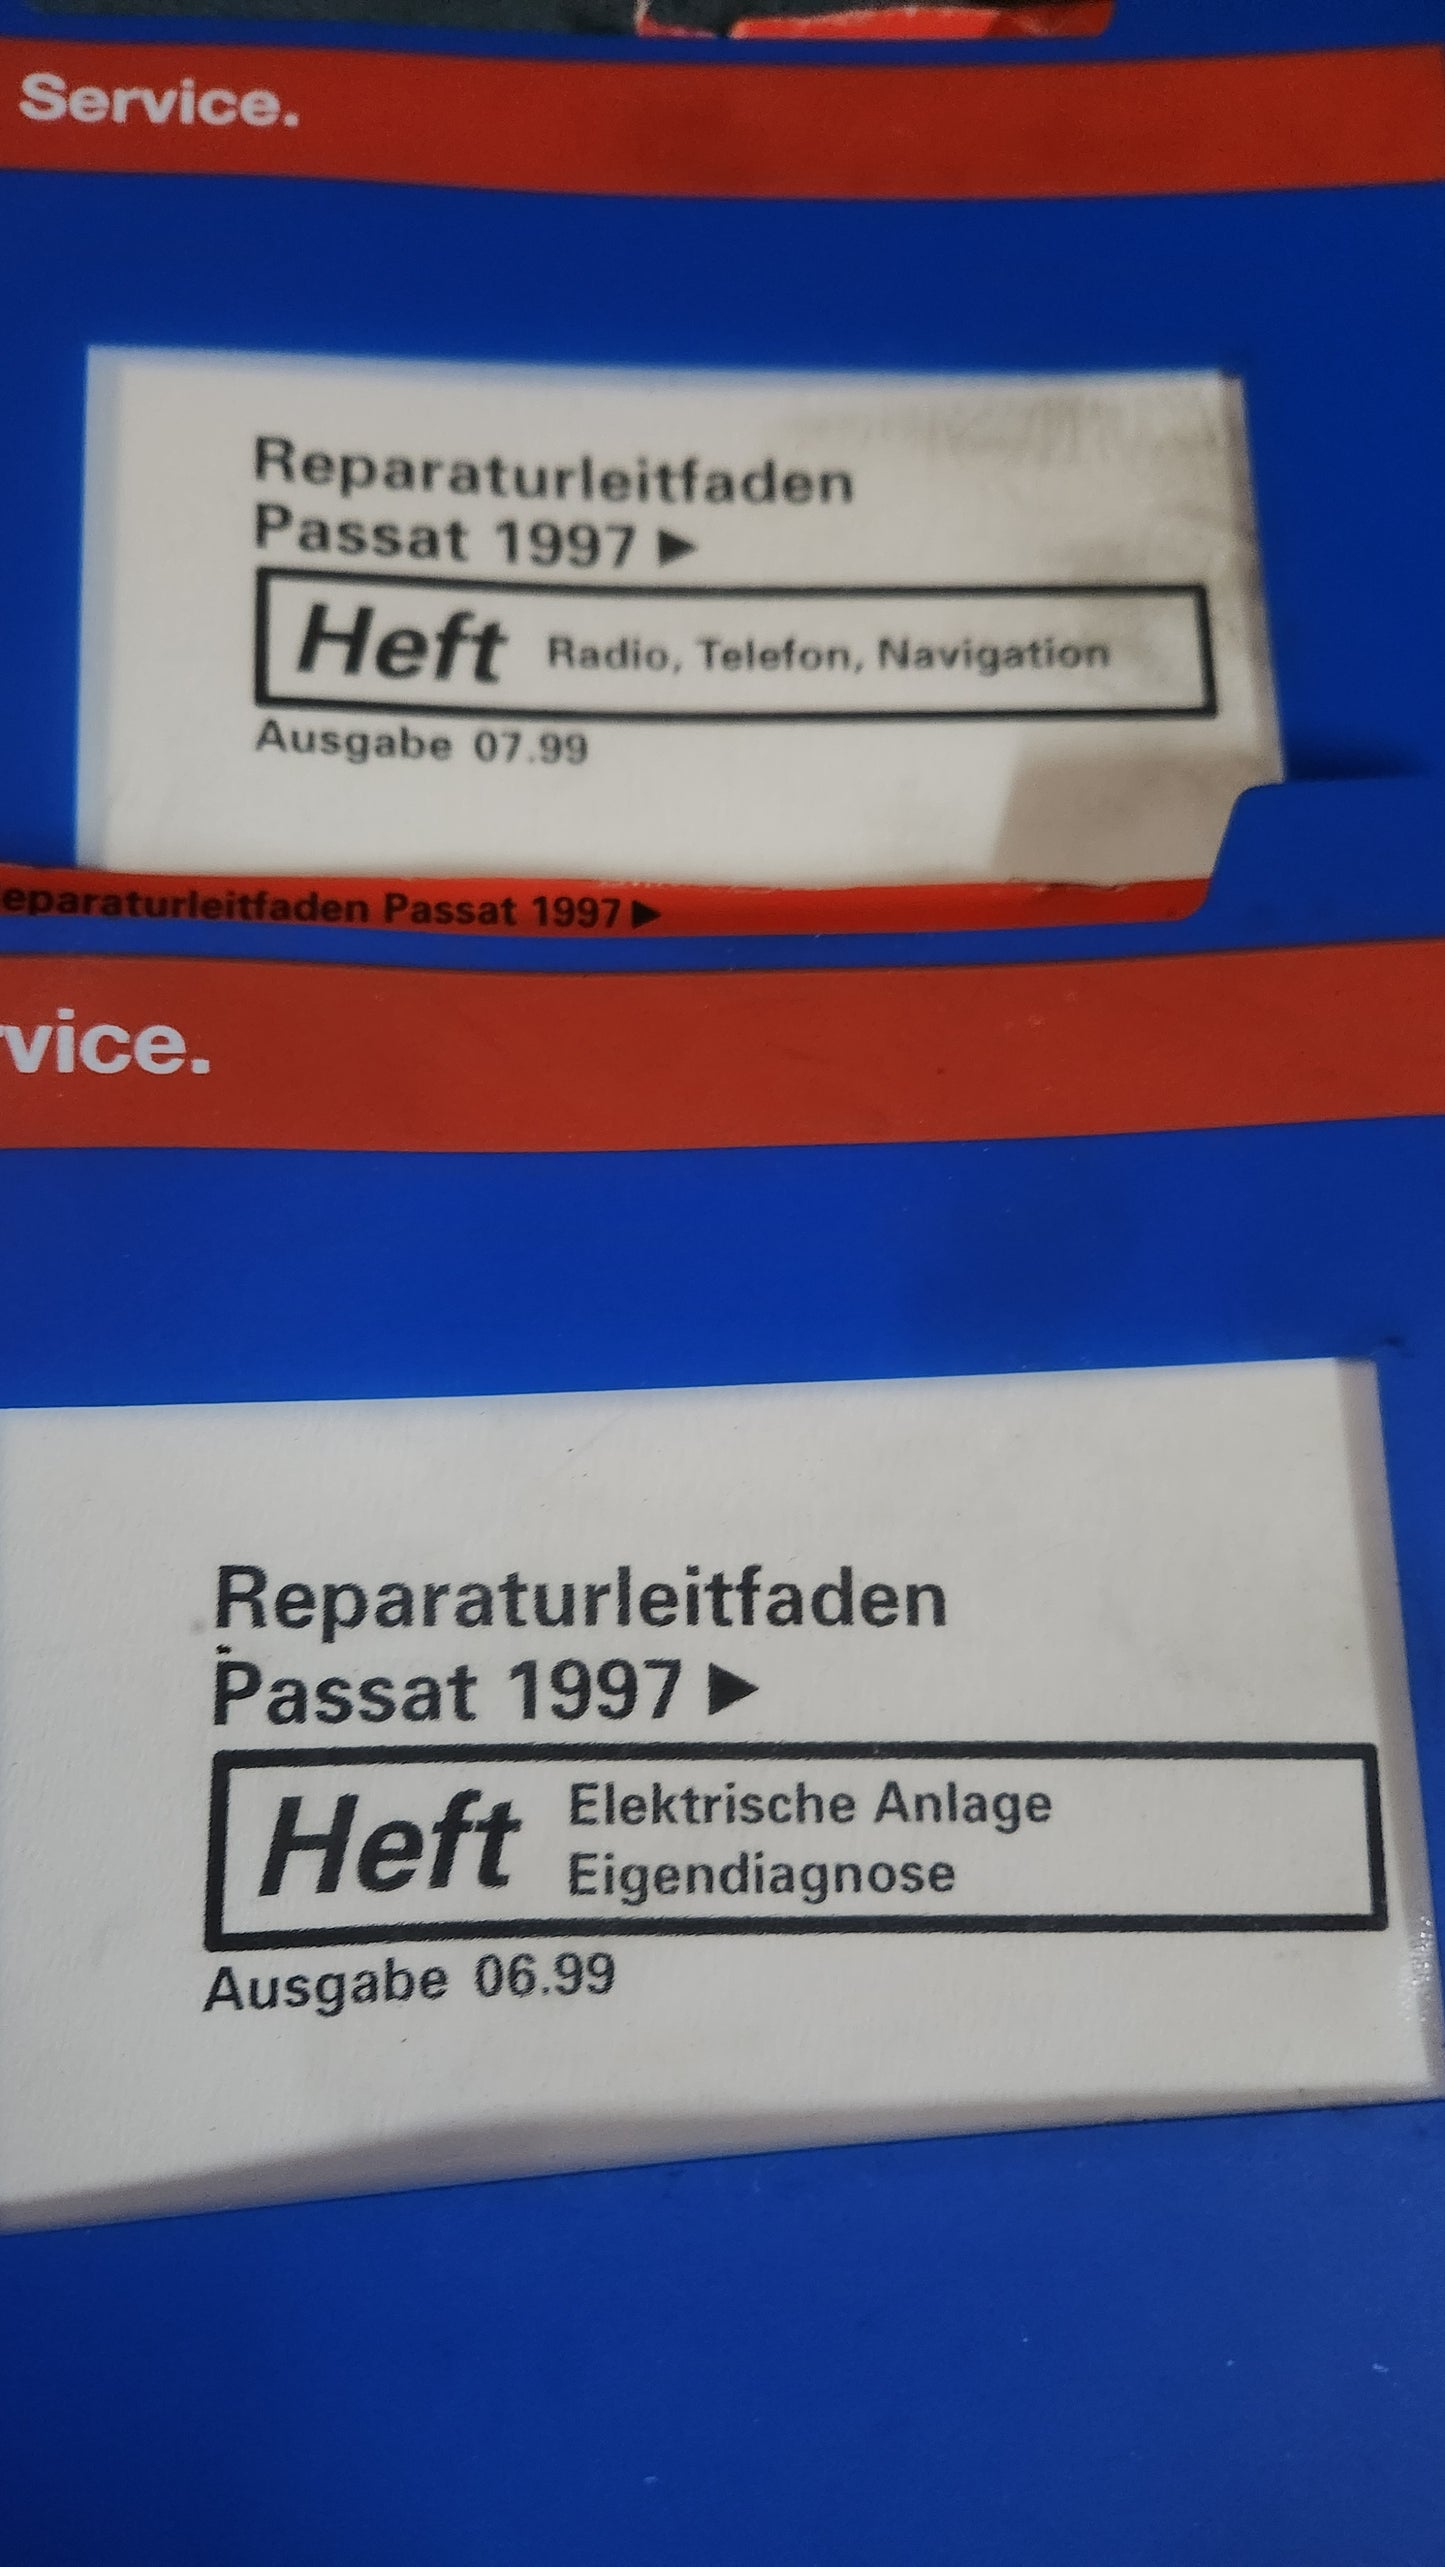 Service.
Reparaturleitfaden
Passat 1997 ►
Heft Radio, Telefon, Navigation
Ausgabe 07.99
eparaturleitfaden Passat 1997 ►
rvice.
Reparaturleitfaden
Passat 1997 ►
Heft Elektrische Anlage
Eigendiagnose
Ausgabe 06.99